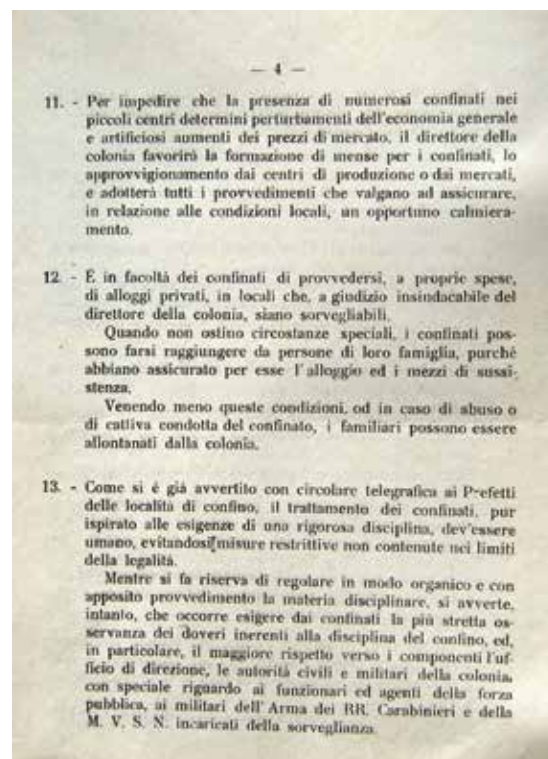 — 4 —
11. - Per impedire che la presenza di numerosi confinati nei
piccoli centri determini perturbamenti dell'economia generale
e artificiosi aumenti dei prezzi di mercato, il direttore della
colonia favorirà la formazione di mense per i confinati, lo
approvvigionamento dai centri di produzione o dai mercati,
e adotterà tutti i provvedimenti che valgano ad assicurare,
in relazione alle condizioni locali, un opportuno calmiera-
mento.
12 - È in facoltà dei confinati di provvedersi, a proprie spese,
di alloggi privati, in locali che, a giudizio insindacabile del
direttore della colonia, siano sorvegliabili.
Quando non ostino circostanze speciali, i confinati pos-
sono farsi raggiungere da persone di loro famiglia, purchè
abbiano assicurato per esse l'alloggio ed i mezzi di sussi-
stenza.
Venendo meno queste condizioni, od in caso di abuso o
di cattiva condotta del confinato, i familiari possono essere
allontanati dalla colonia.
13. - Come si è già avvertito con circolare telegrafica ai Prefetti
delle località di confino, il trattamento dei confinati, pur
ispirato alle esigenze di una rigorosa disciplina, dev'essere
umano, evitandosi misure restrittive non contenute nei limiti
della legalità.
Mentre si fa riserva di regolare in modo organico e con
apposito provvedimento la materia disciplinare, si avverte,
intanto, che occorre esigere dai confinati la più stretta os-
servanza dei doveri inerenti alla disciplina del confino, ed,
in particolare, il maggiore rispetto verso i componenti l'uf-
ficio di direzione, le autorità civili e militari della colonia,
con speciale riguardo ai funzionari ed agenti della forza
pubblica, ai militari dell'Arma dei RR. Carabinieri e della
M. V. S. N. incaricati della sorveglianza.